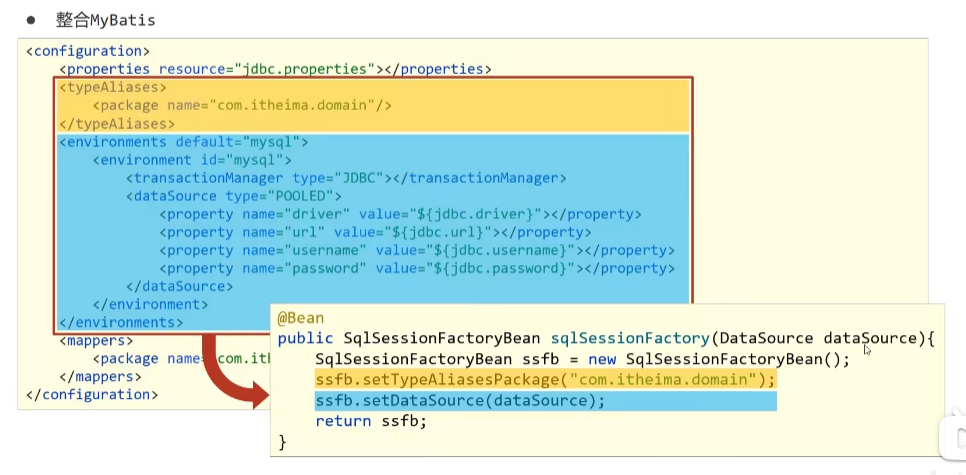 ● 整合MyBatis
<configuration>
<properties resource="jdbc.properties"></properties>
<typeAliases>
<package name="com.itheima.domain"/>
</typeAliases>
<environments default="mysql">
<environment id="mysql">
<transactionManager type="JDBC"></transactionManager>
<dataSource type="POOLED">
<property name="driver" value="${jdbc.driver}"></property>
<property name="url" value="${jdbc.url}"></property>
<property name="username" value="${jdbc.username}"></property>
<property name="password" value="${jdbc.password}"></property>
</dataSource>
</environment>
</environments>
<mappers>
<package name= com.ith
</mappers>
</configuration>
@Bean
public SqlSessionFactoryBean sqlSessionFactory(DataSource dataSource){
SqlSessionFactoryBean ssfb = new SqlSessionFactoryBean();
ssfb.setTypeAliasesPackage("com.itheima.domain");
ssfb.setDataSource(dataSource);
return ssfb;
}